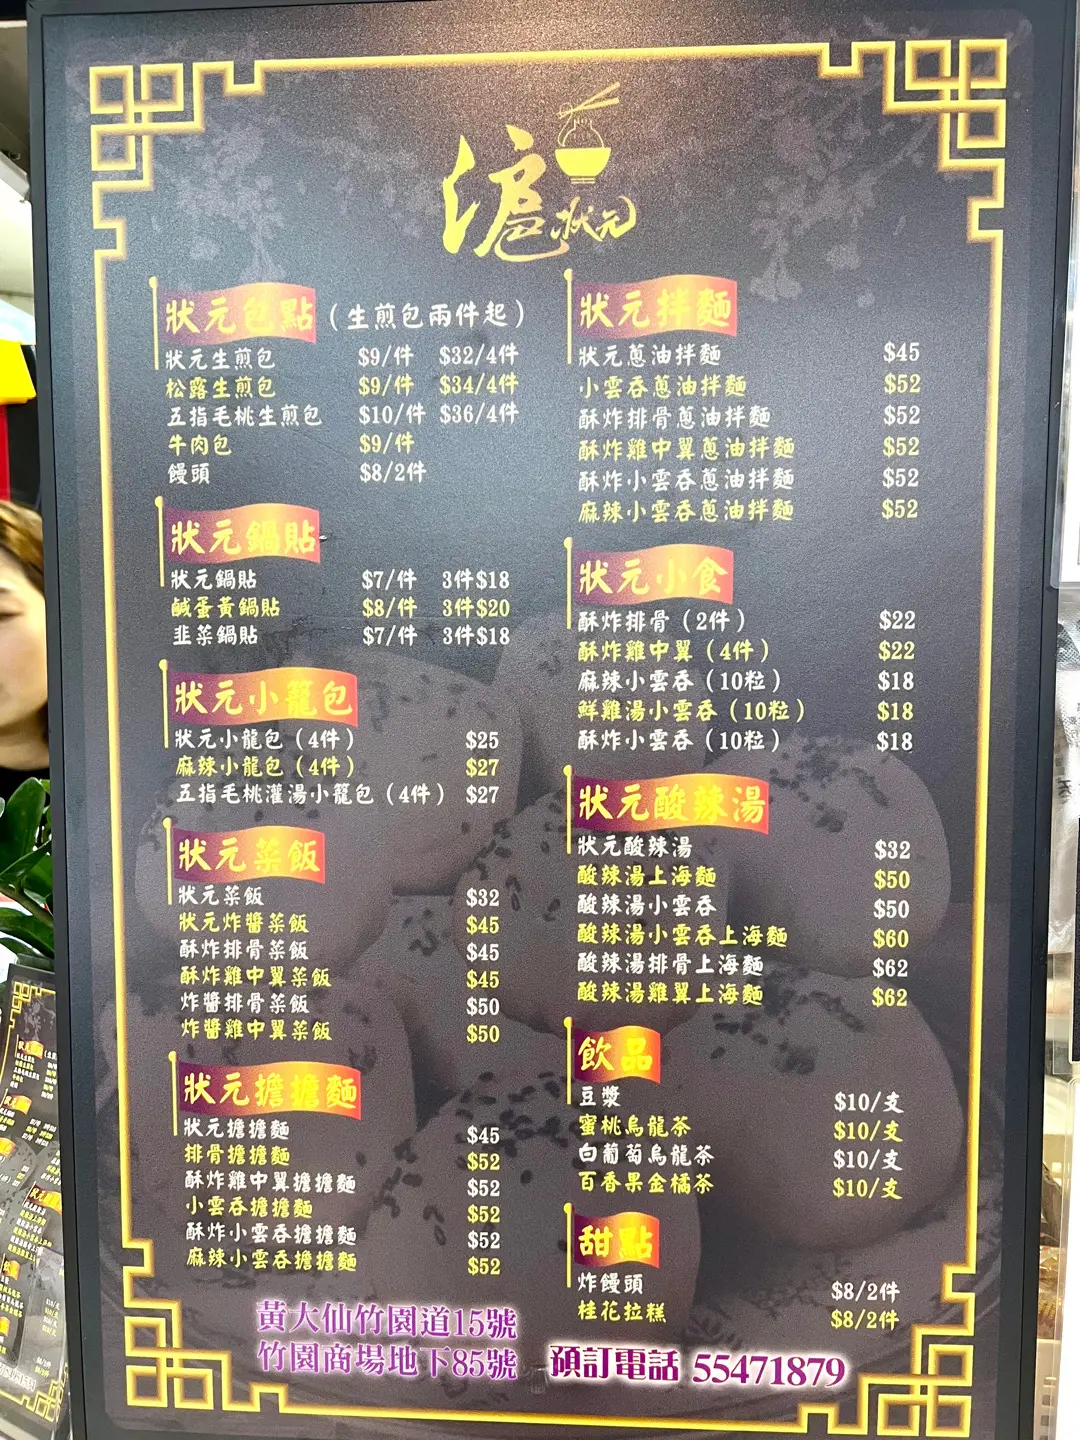 滬狀元
狀元包點（生煎包兩件起）
狀元生煎包 $9/件 $32/4件
松露生煎包 $9/件 $34/4件
五指毛桃生煎包 $10/件 $36/4件
牛肉包 $9/件
饅頭 $8/2件
狀元鍋貼
狀元鍋貼 $7/件 3件$18
鹹蛋黃鍋貼 $8/件 3件$20
韭菜鍋貼 $7/件 3件$18
狀元小籠包
狀元小龍包（4件） $25
麻辣小龍包（4件） $27
五指毛桃灌湯小籠包（4件） $27
狀元菜飯
狀元菜飯 $32
狀元炸醬菜飯 $45
酥炸排骨菜飯 $45
酥炸雞中翼菜飯 $45
炸醬排骨菜飯 $50
炸醬雞中翼菜飯 $50
狀元擔擔麵
狀元擔擔麵 $45
排骨擔擔麵 $52
酥炸雞中翼擔擔麵 $52
小雲吞擔擔麵 $52
酥炸小雲吞擔擔麵 $52
麻辣小雲吞擔擔麵 $52
狀元拌麵
狀元蔥油拌麵 $45
小雲吞蔥油拌麵 $52
酥炸排骨蔥油拌麵 $52
酥炸雞中翼蔥油拌麵 $52
酥炸小雲吞蔥油拌麵 $52
麻辣小雲吞蔥油拌麵 $52
狀元小食
酥炸排骨（2件） $22
酥炸雞中翼（4件） $22
麻辣小雲吞（10粒） $18
鮮雞湯小雲吞（10粒） $18
酥炸小雲吞（10粒） $18
狀元酸辣湯
狀元酸辣湯 $32
酸辣湯上海麵 $50
酸辣湯小雲吞 $50
酸辣湯小雲吞上海麵 $60
酸辣湯排骨上海麵 $62
酸辣湯雞翼上海麵 $62
飲品
豆漿 $10/支
蜜桃烏龍茶 $10/支
白葡萄烏龍茶 $10/支
百香果金橘茶 $10/支
甜點
炸饅頭 $8/2件
桂花拉糕 $8/2件
黃大仙竹園道15號
竹園商場地下85號
預訂電話 55471879